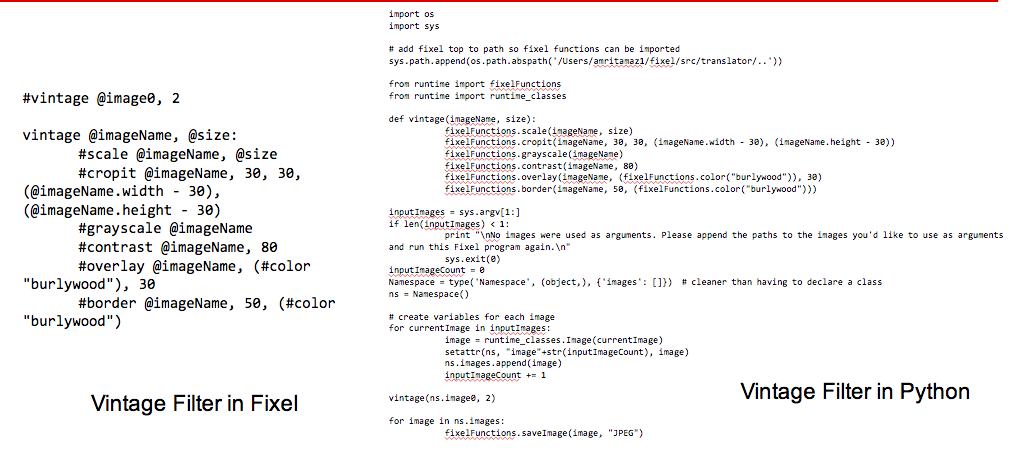 #vintage @image0, 2
vintage @imageName, @size:
#scale @imageName, @size
#cropit @imageName, 30, 30,
(@imageName.width - 30),
(@imageName.height - 30)
#grayscale @imageName
#contrast @imageName, 80
#overlay @imageName, (#color
"burlywood"), 30
#border @imageName, 50, (#color
"burlywood")
Vintage Filter in Fixel
import os
import sys
# add fixel top to path so fixel functions can be imported
sys.path.append(os.path.abspath('/Users/amritamaz1/fixel/src/translator/..'))
from runtime import fixelFunctions
from runtime import runtime_classes
def vintage(imageName, size):
fixelFunctions.scale(imageName, size)
fixelFunctions.cropit(imageName, 30, 30, (imageName.width - 30), (imageName.height - 30))
fixelFunctions.grayscale(imageName)
fixelFunctions.contrast(imageName, 80)
fixelFunctions.overlay(imageName, (fixelFunctions.color("burlywood")), 30)
fixelFunctions.border(imageName, 50, (fixelFunctions.color("burlywood")))
inputImages = sys.argv[1:]
if len(inputImages) < 1:
print "\nNo images were used as arguments. Please append the paths to the images you'd like to use as arguments
and run this Fixel program again.\n"
sys.exit(0)
inputImageCount = 0
Namespace = type('Namespace', (object,), {'images': []}) # cleaner than having to declare a class
ns = Namespace()
# create variables for each image
for currentImage in inputImages:
image = runtime_classes.Image(currentImage)
setattr(ns, "image"+str(inputImageCount), image)
ns.images.append(image)
inputImageCount += 1
vintage(ns.image0, 2)
for image in ns.images:
fixelFunctions.saveImage(image, "JPEG")
Vintage Filter in Python